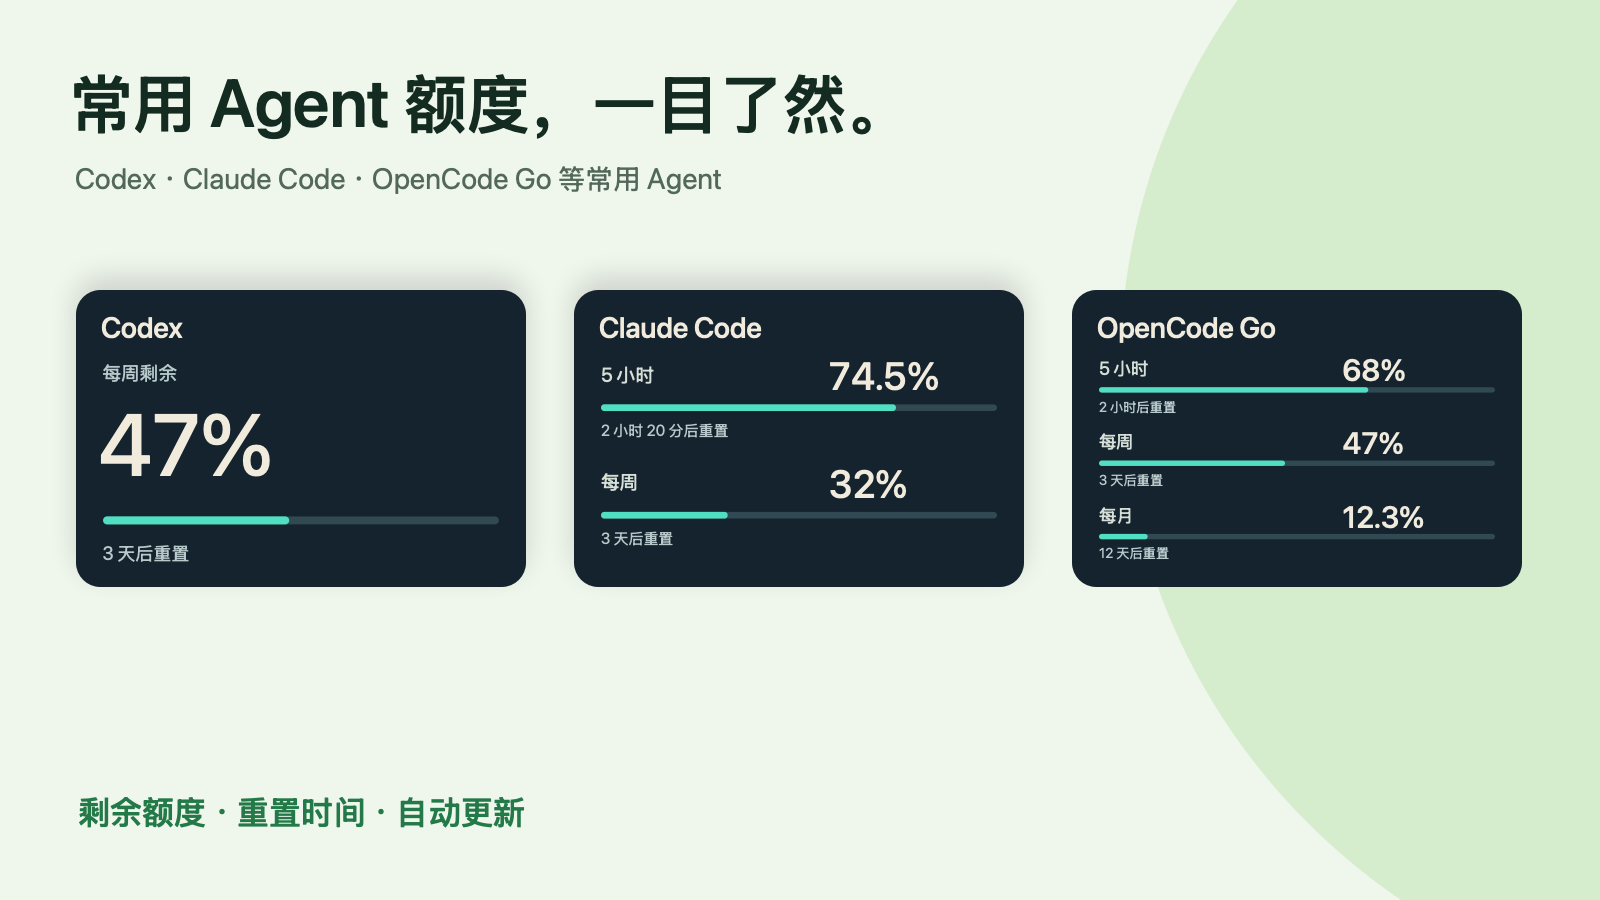 常用 Agent 额度，一目了然。
Codex · Claude Code · OpenCode Go 等常用 Agent
Codex
每周剩余
47%
3 天后重置
Claude Code
5 小时 74.5%
2 小时 20 分后重置
每周 32%
3 天后重置
OpenCode Go
5 小时 68%
2 小时后重置
每周 47%
3 天后重置
每月 12.3%
12 天后重置
剩余额度 · 重置时间 · 自动更新